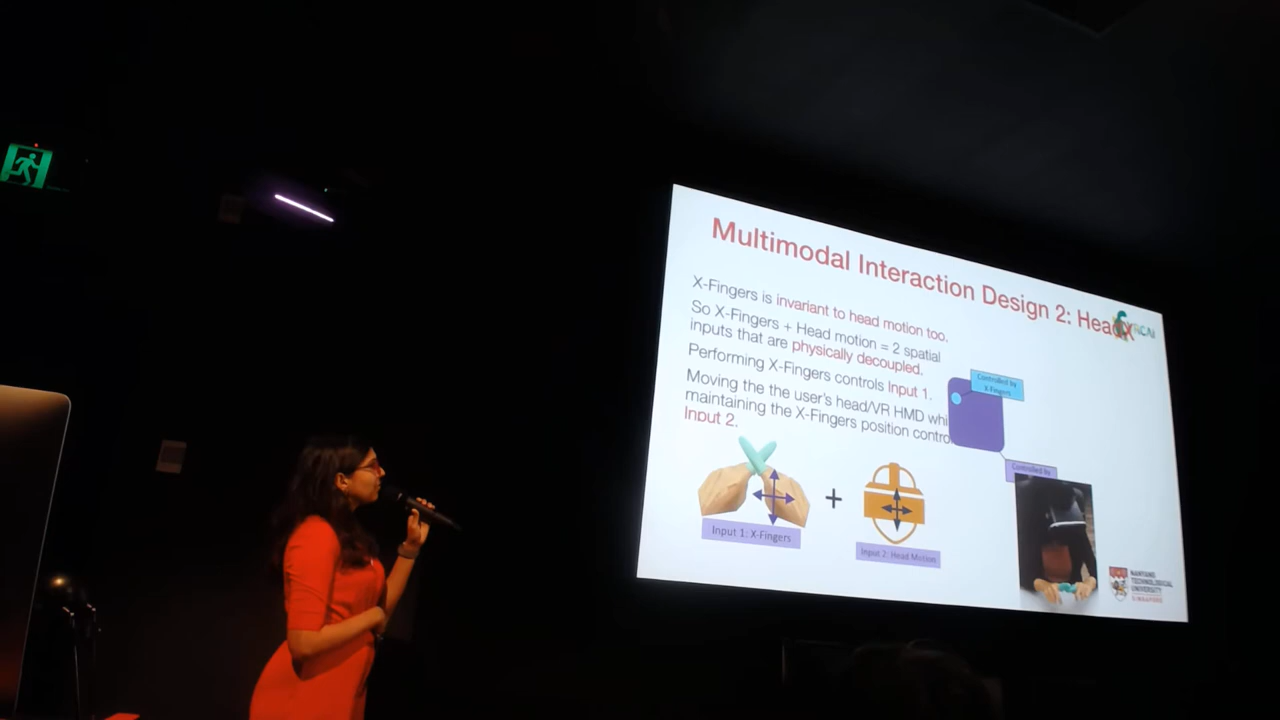 Multimodal Interaction Design 2: Head
X-Fingers is invariant to head motion too.
So X-Fingers + Head motion = 2 spatial
inputs that are physically decoupled.
Performing X-Fingers controls Input 1.
Moving the the user's head/VR HMD whi
maintaining the X-Fingers position contro
Input 2.
Controlled by
X-Fingers
Controlled by
+
Input 1: X-Fingers
Input 2: Head Motion
NANYANG
TECHNOLOGICAL
UNIVERSITY
SINGAPORE